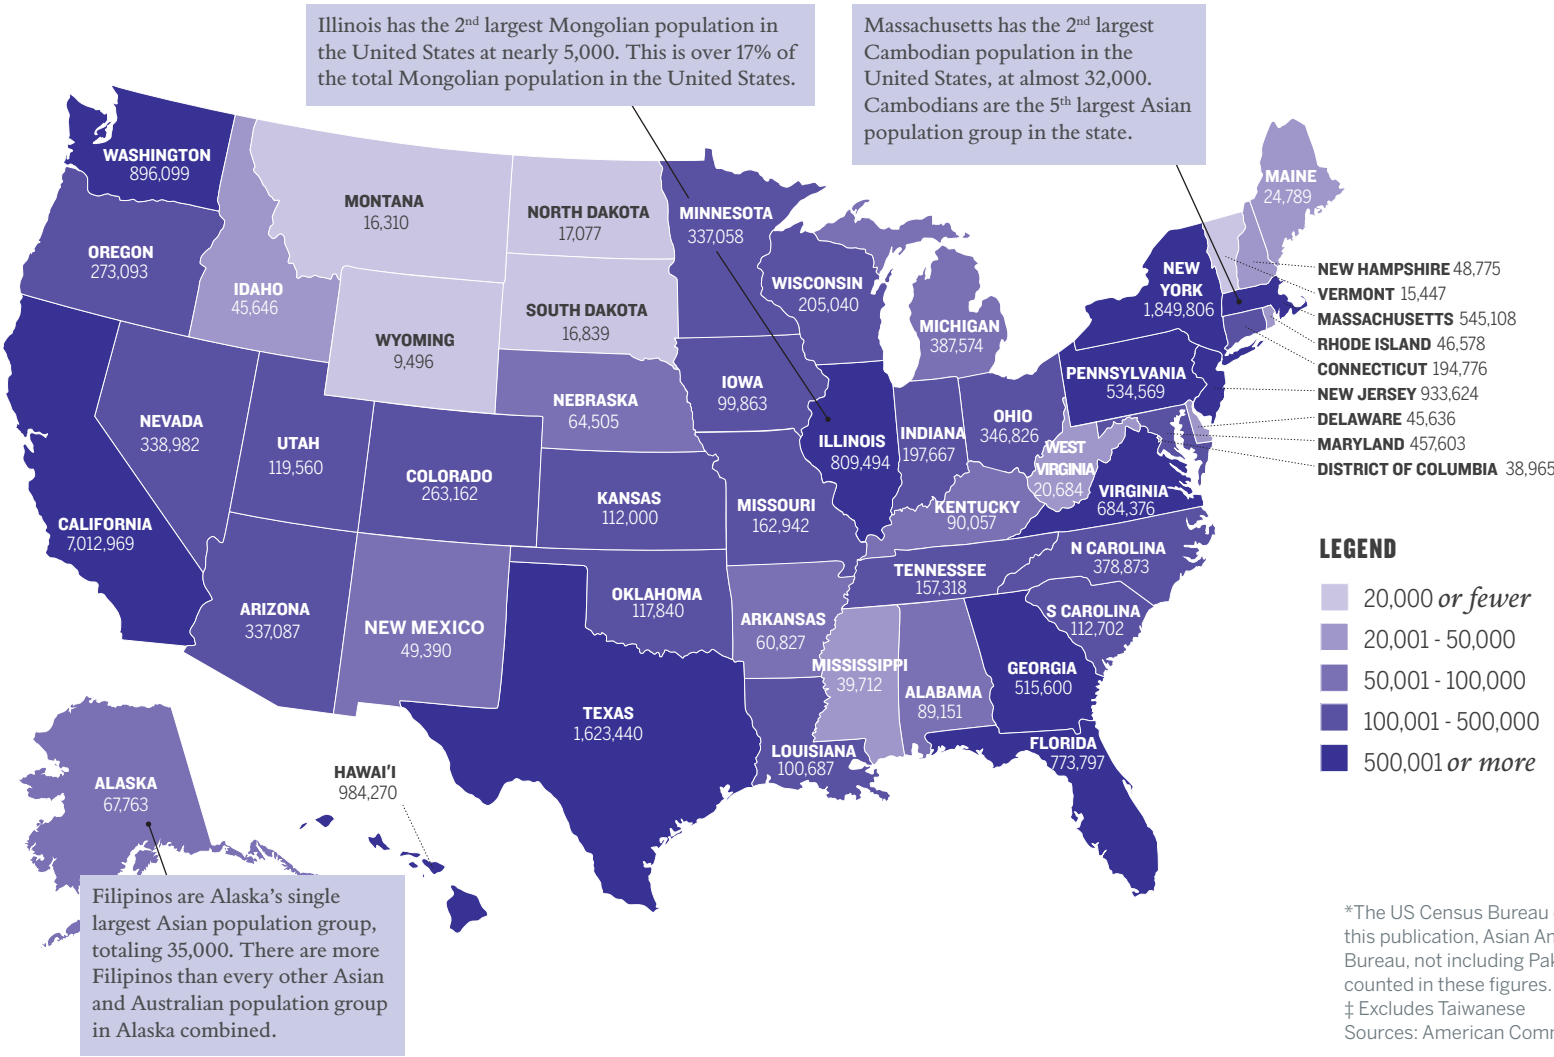 Illinois has the 2nd largest Mongolian population in
the United States at nearly 5,000. This is over 17% of
the total Mongolian population in the United States.
Massachusetts has the 2nd largest
Cambodian population in the
United States, at almost 32,000.
Cambodians are the 5th largest Asian
population group in the state.
WASHINGTON
896,099
MONTANA
16,310
NORTH DAKOTA
17,077
MINNESOTA
337,058
MAINE
24,789
OREGON
273,093
IDAHO
45,646
WYOMING
9,496
SOUTH DAKOTA
16,839
WISCONSIN
205,040
MICHIGAN
387,574
NEW
YORK
1,849,806
NEW HAMPSHIRE 48,775
VERMONT 15,447
MASSACHUSETTS 545,108
RHODE ISLAND 46,578
CONNECTICUT 194,776
NEW JERSEY 933,624
DELAWARE 45,636
MARYLAND 457,603
DISTRICT OF COLUMBIA 38,965
PENNSYLVANIA
534,569
NEVADA
338,982
UTAH
119,560
COLORADO
263,162
NEBRASKA
64,505
IOWA
99,863
ILLINOIS
809,494
INDIANA
197,667
OHIO
346,826
WEST
VIRGINIA
20,684
VIRGINIA
684,376
CALIFORNIA
7,012,969
KANSAS
112,000
MISSOURI
162,942
KENTUCKY
90,057
N CAROLINA
378,873
TENNESSEE
157,318
S CAROLINA
112,702
ARIZONA
337,087
NEW MEXICO
49,390
OKLAHOMA
117,840
ARKANSAS
60,827
MISSISSIPPI
39,712
ALABAMA
89,151
GEORGIA
515,600
TEXAS
1,623,440
LOUISIANA
100,687
FLORIDA
773,797
ALASKA
67,763
HAWAI'I
984,270
LEGEND
20,000 or fewer
20,001 - 50,000
50,001 - 100,000
100,001 - 500,000
500,001 or more
Filipinos are Alaska's single
largest Asian population group,
totaling 35,000. There are more
Filipinos than every other Asian
and Australian population group
in Alaska combined.
*The US Census Bureau
this publication, Asian An
Bureau, not including Pak
counted in these figures.
‡ Excludes Taiwanese
Sources: American Com